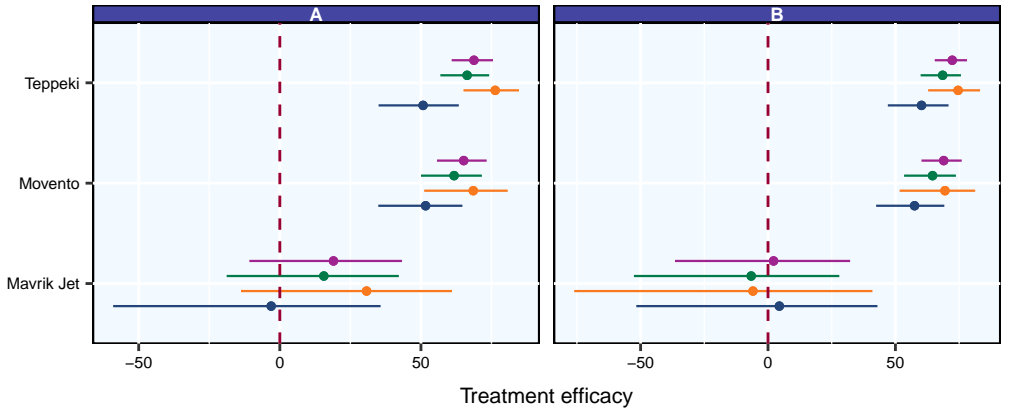 A B
Teppeki
Movento
Mavrik Jet
−50 0 50 −50 0 50
Treatment efficacy